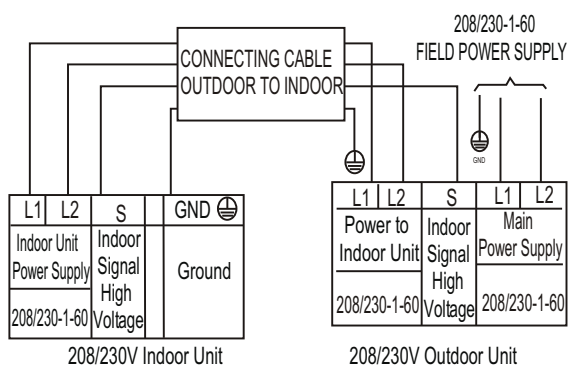 208/230-1-60
FIELD POWER SUPPLY
CONNECTING CABLE
OUTDOOR TO INDOOR
GND
L1 L2 S GND
Indoor Unit
Power Supply
208/230-1-60
Indoor
Signal
High
Voltage
Ground
208/230V Indoor Unit
L1 L2 S L1 L2
Power to
Indoor Unit
208/230-1-60
Indoor
Signal
High
Voltage
Main
Power Supply
208/230-1-60
208/230V Outdoor Unit